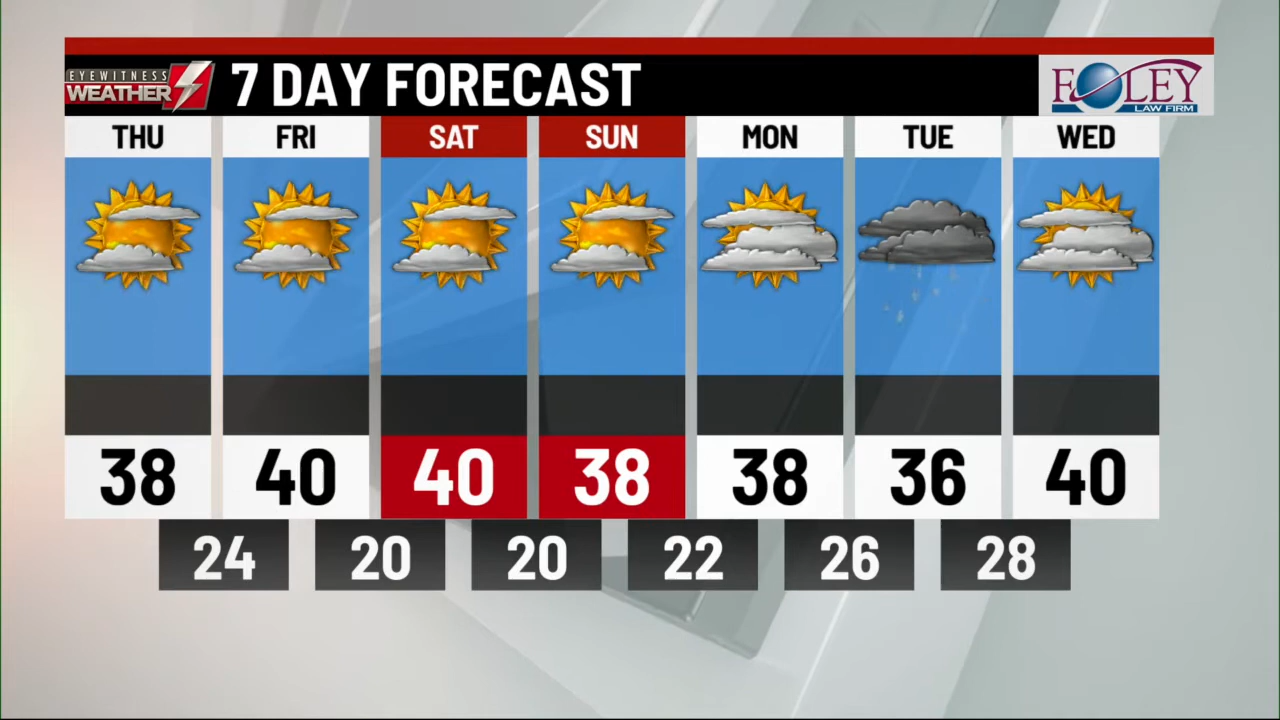 EYEWITNESS
WEATHER
7 DAY FORECAST
FOLEY
LAW FIRM
THU FRI SAT SUN MON TUE WED
38 40 40 38 38 36 40
24 20 20 22 26 28